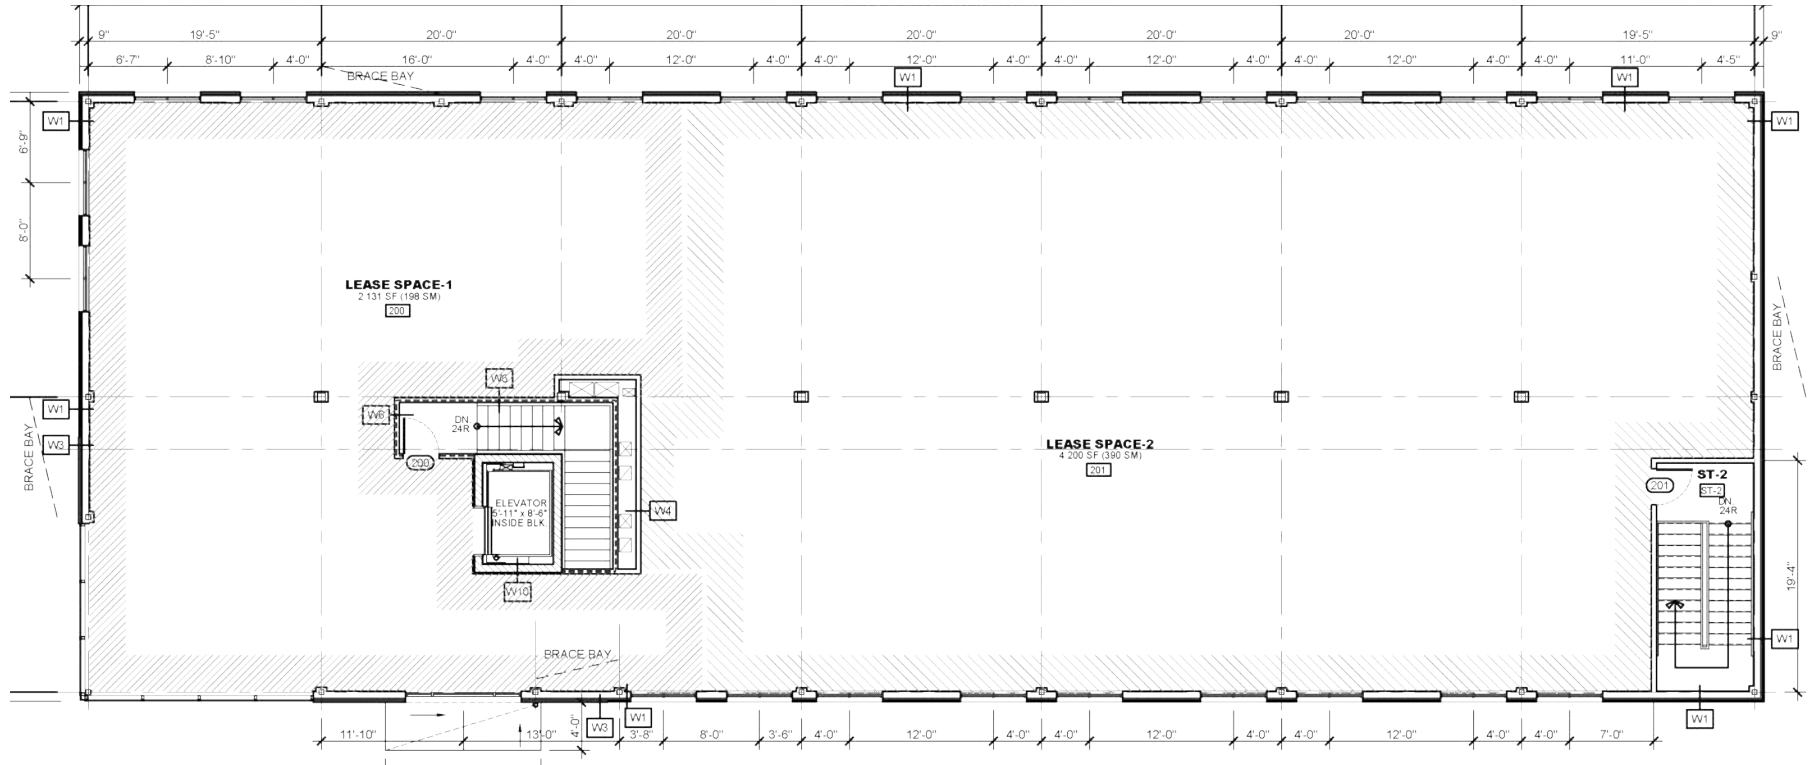 9" 19'-5" 20'-0" 20'-0" 20'-0" 20'-0" 20'-0" 19'-5" 9"
6'-7" 8'-10" 4'-0" 16'-0" 4'-0" 4'-0" 12'-0" 4'-0" 4'-0" 12'-0" 4'-0" 4'-0" 12'-0" 4'-0" 4'-0" 12'-0" 4'-0" 4'-0" 11'-0" 4'-5"
BRACE BAY
W1
W1
W1
W1
6'-9"
8'-0"
LEASE SPACE-1
2 131 SF (198 SM)
200
BRACE BAY
W5
W1
W8
DN
24R
W3
BRACE BAY
200
LEASE SPACE-2
4 200 SF (390 SM)
201
ST-2
ST-2
201
DN
24R
ELEVATOR
5'-11" x 8'-6"
INSIDE BLK.
W4
W10
19'-4"
W1
BRACE BAY
W1
W1
W3
4'-0"
11'-10" 13'-0" 3'-8" 8'-0" 3'-6" 4'-0" 12'-0" 4'-0" 4'-0" 12'-0" 4'-0" 4'-0" 12'-0" 4'-0" 4'-0" 7'-0"